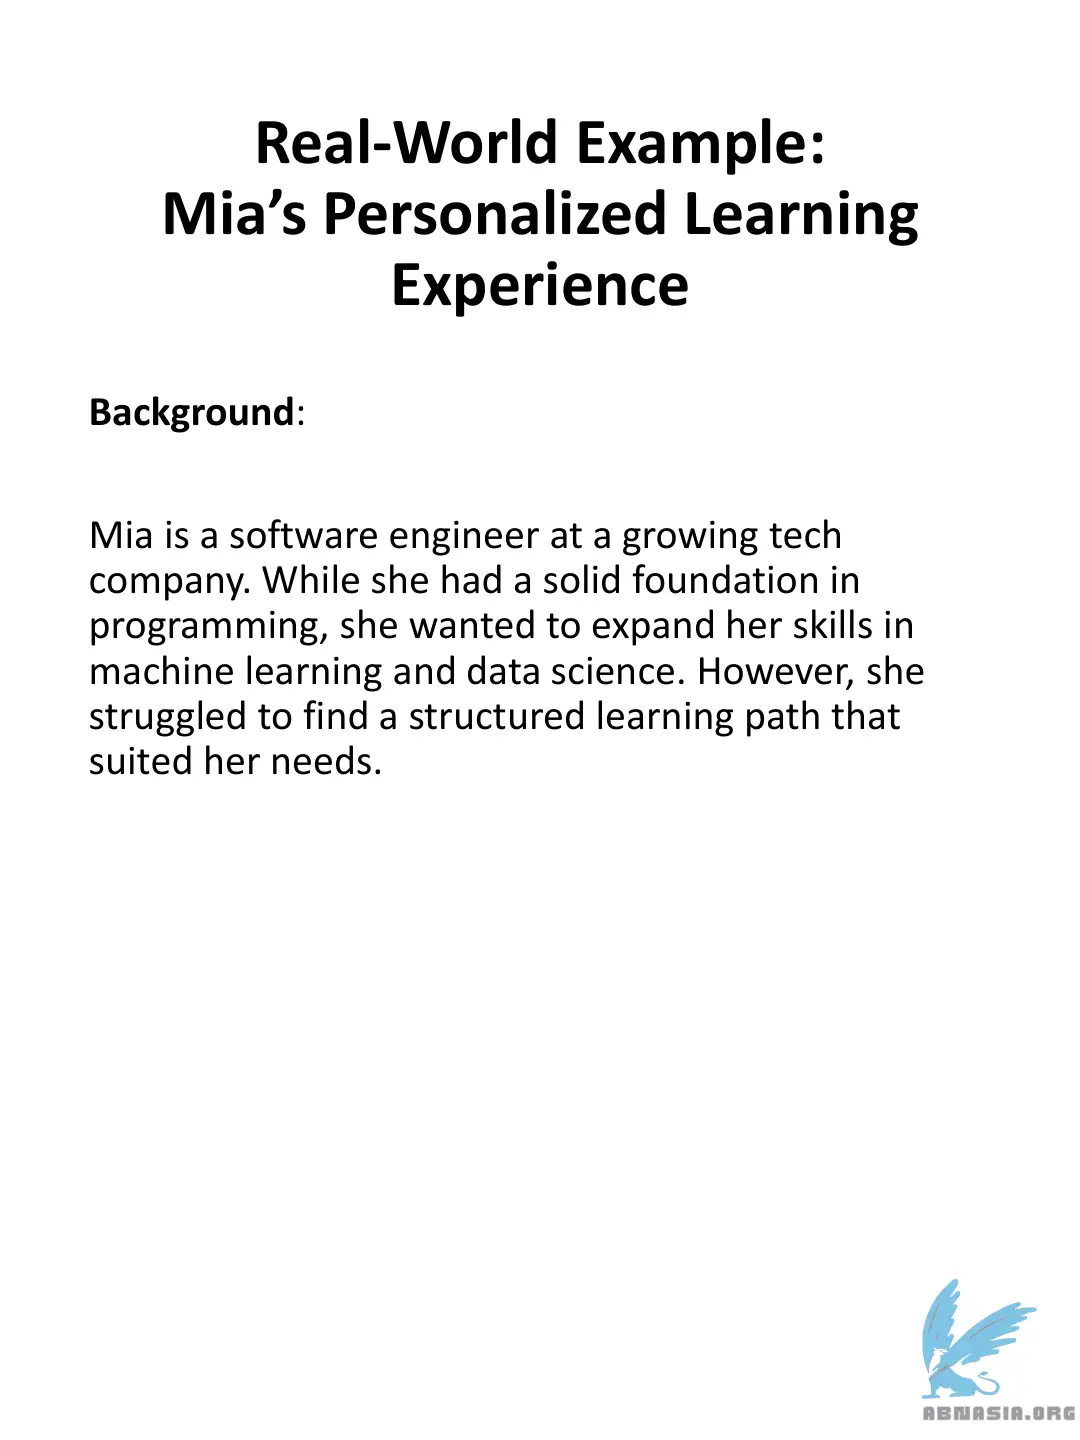 Real-World Example:
Mia’s Personalized Learning
Experience
Background:
Mia is a software engineer at a growing tech
company. While she had a solid foundation in
programming, she wanted to expand her skills in
machine learning and data science. However, she
struggled to find a structured learning path that
suited her needs.
ABNASIA.ORG